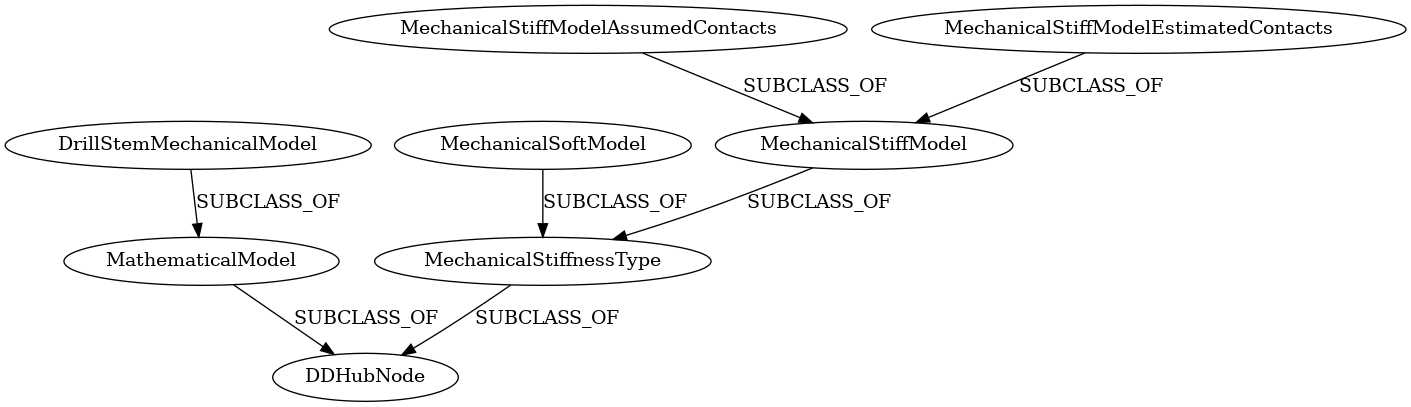 MechanicalStiffModelAssumedContacts
MechanicalStiffModelEstimatedContacts
SUBCLASS_OF
SUBCLASS_OF
DrillStemMechanicalModel
MechanicalSoftModel
MechanicalStiffModel
SUBCLASS_OF
SUBCLASS_OF
SUBCLASS_OF
MathematicalModel
MechanicalStiffnessType
SUBCLASS_OF
SUBCLASS_OF
DDHubNode